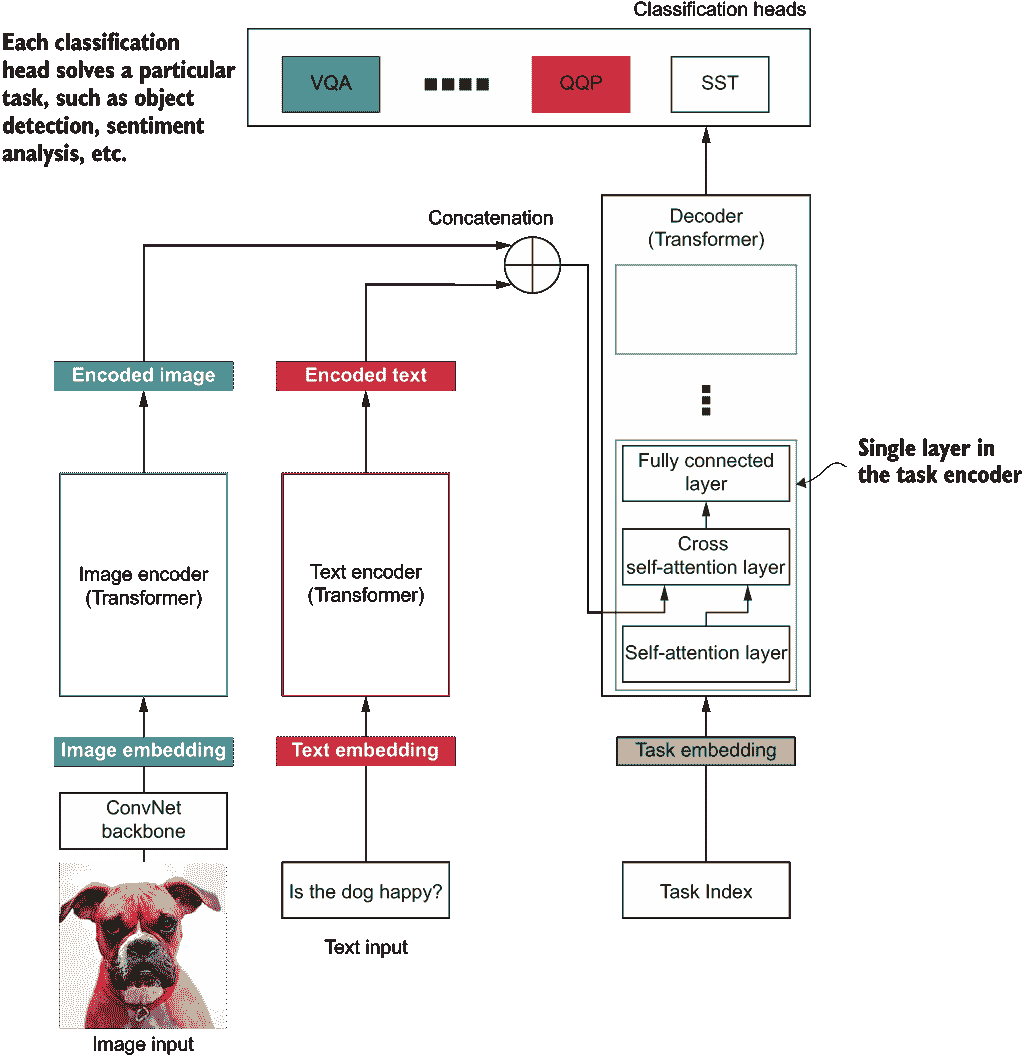 Classification heads
Each classification
head solves a particular
task, such as object
detection, sentiment
analysis, etc.
VQA
QQP
SST
Concatenation
Decoder
(Transformer)
Encoded image
Encoded text
Fully connected
layer
Single layer in
the task encoder
Cross
self-attention layer
Image encoder
(Transformer)
Text encoder
(Transformer)
Self-attention layer
Image embedding
Text embedding
Task embedding
ConvNet
backbone
Is the dog happy?
Task Index
Text input
Image input